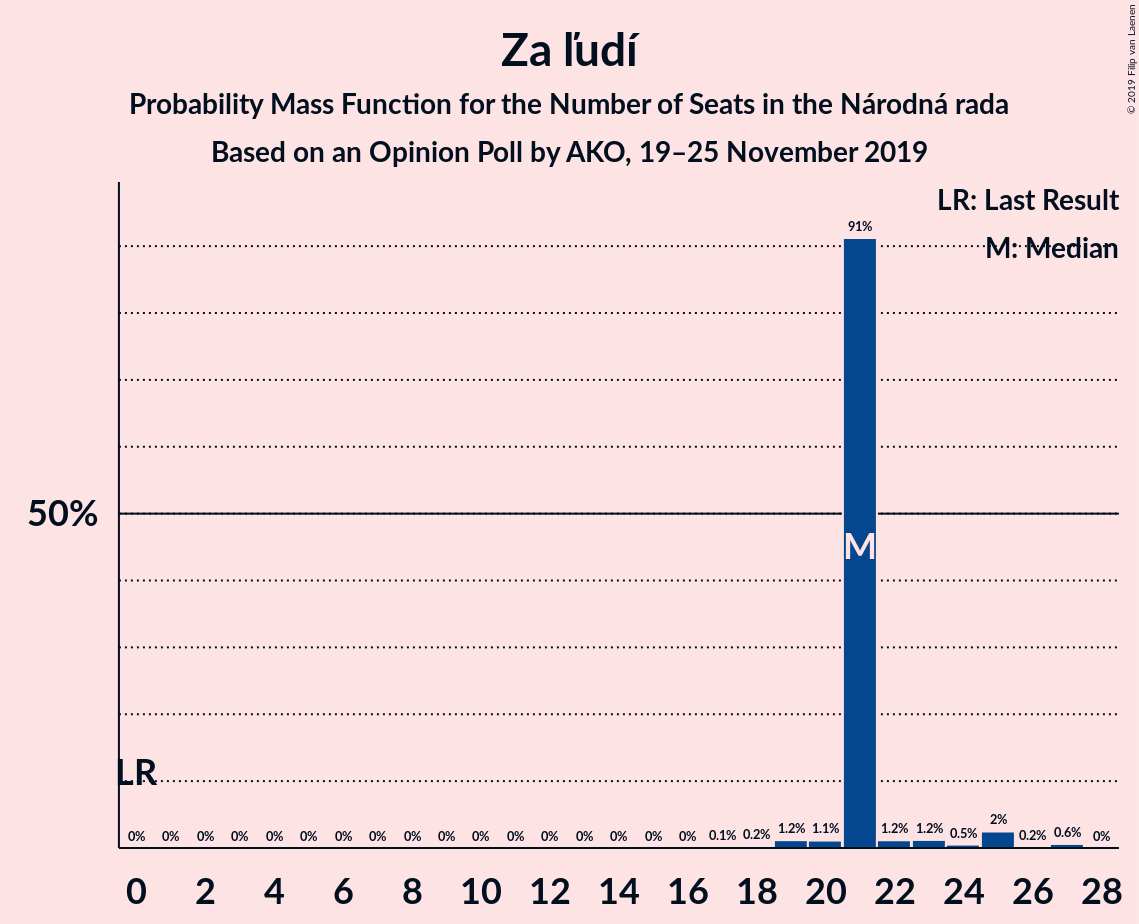 Za ľudí
Probability Mass Function for the Number of Seats in the Národná rada
Based on an Opinion Poll by AKO, 19–25 November 2019
© 2019 Filip van Laenen
LR: Last Result
M: Median
91%
50%
M
LR
0% 0% 0% 0% 0% 0% 0% 0% 0% 0% 0% 0% 0% 0% 0% 0% 0% 0.1% 0.2% 1.2% 1.1% 1.2% 1.2% 0.5% 2% 0.2% 0.6% 0%
0 2 4 6 8 10 12 14 16 18 20 22 24 26 28